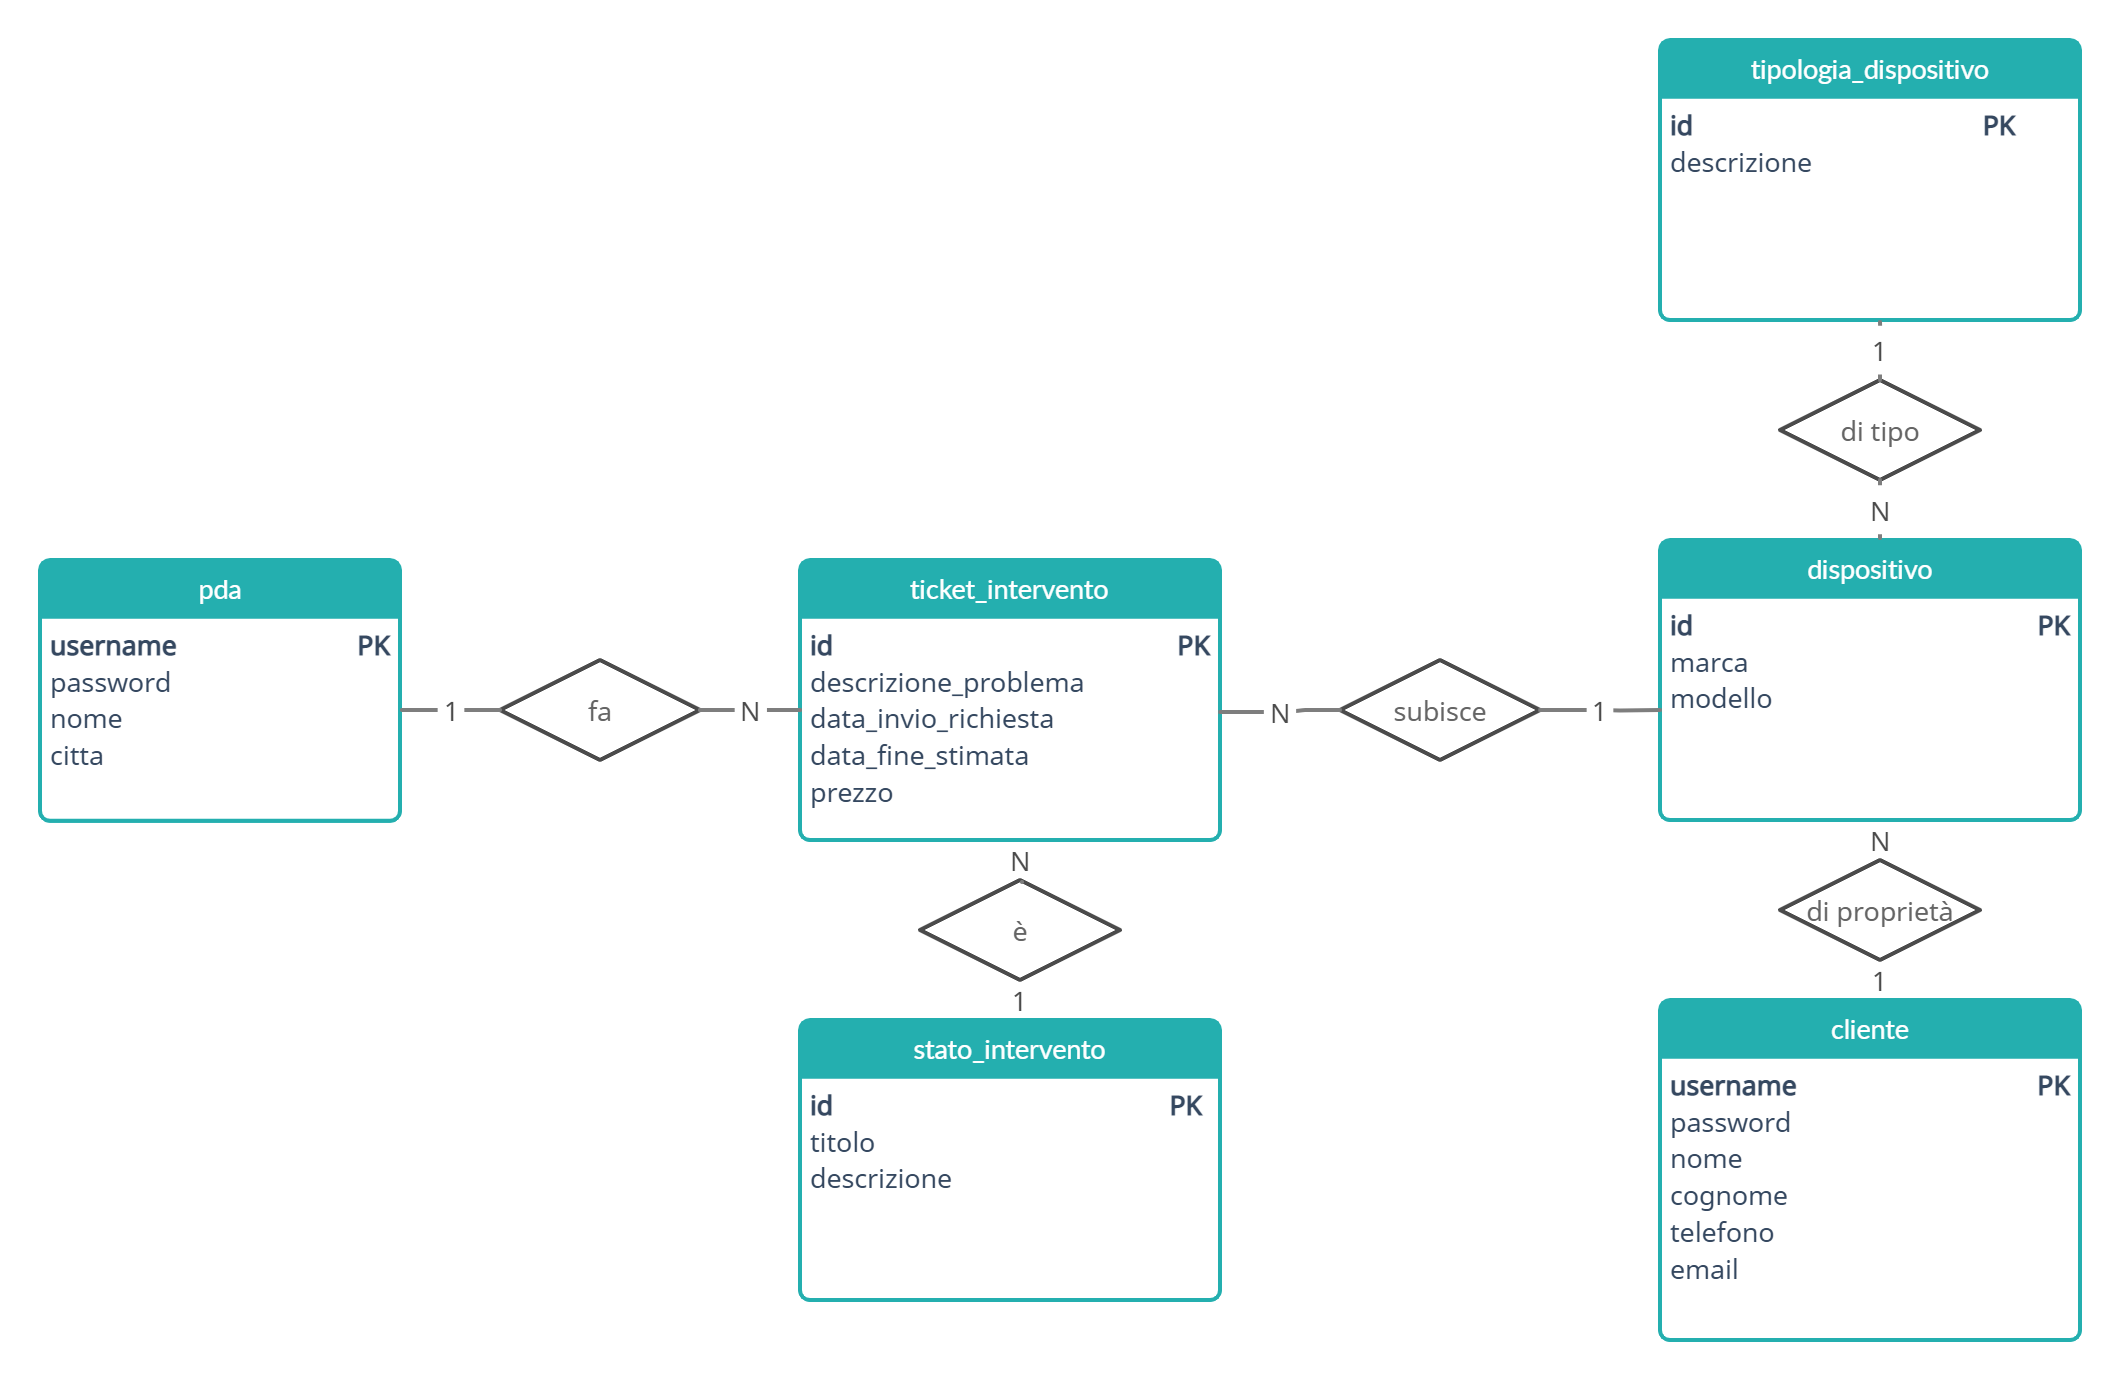 tipologia_dispositivo
id PK
descrizione
1
di tipo
N
dispositivo
id PK
marca
modello
pda
username PK
password
nome
citta
1
fa
N
ticket_intervento
id PK
descrizione_problema
data_invio_richiesta
data_fine_stimata
prezzo
N
subisce
1
N
è
1
stato_intervento
id PK
titolo
descrizione
N
di proprietà
1
cliente
username PK
password
nome
cognome
telefono
email